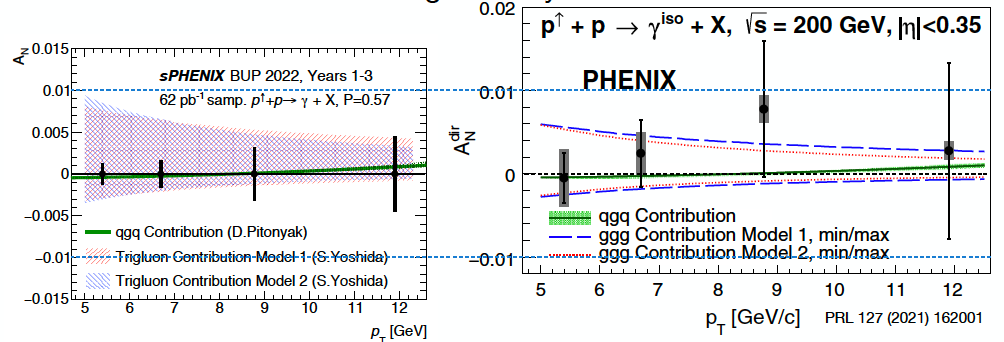 A_N
0.015
0.01
0.005
0
−0.005
−0.01
−0.015
sPHENIX BUP 2022, Years 1-3
62 pb⁻¹ samp. p↑+p→ γ + X, P=0.57
qgq Contribution (D.Pitonyak)
Trigluon Contribution Model 1 (S.Yoshida)
Trigluon Contribution Model 2 (S.Yoshida)
5 6 7 8 9 10 11 12
p_T [GeV]
A_N^dir
0.02
0.01
0
−0.01
p↑ + p → γ^iso + X, √s = 200 GeV, |η|<0.35
PHENIX
qgq Contribution
ggg Contribution Model 1, min/max
ggg Contribution Model 2, min/max
5 6 7 8 9 10 11 12
p_T [GeV/c]
PRL 127 (2021) 162001